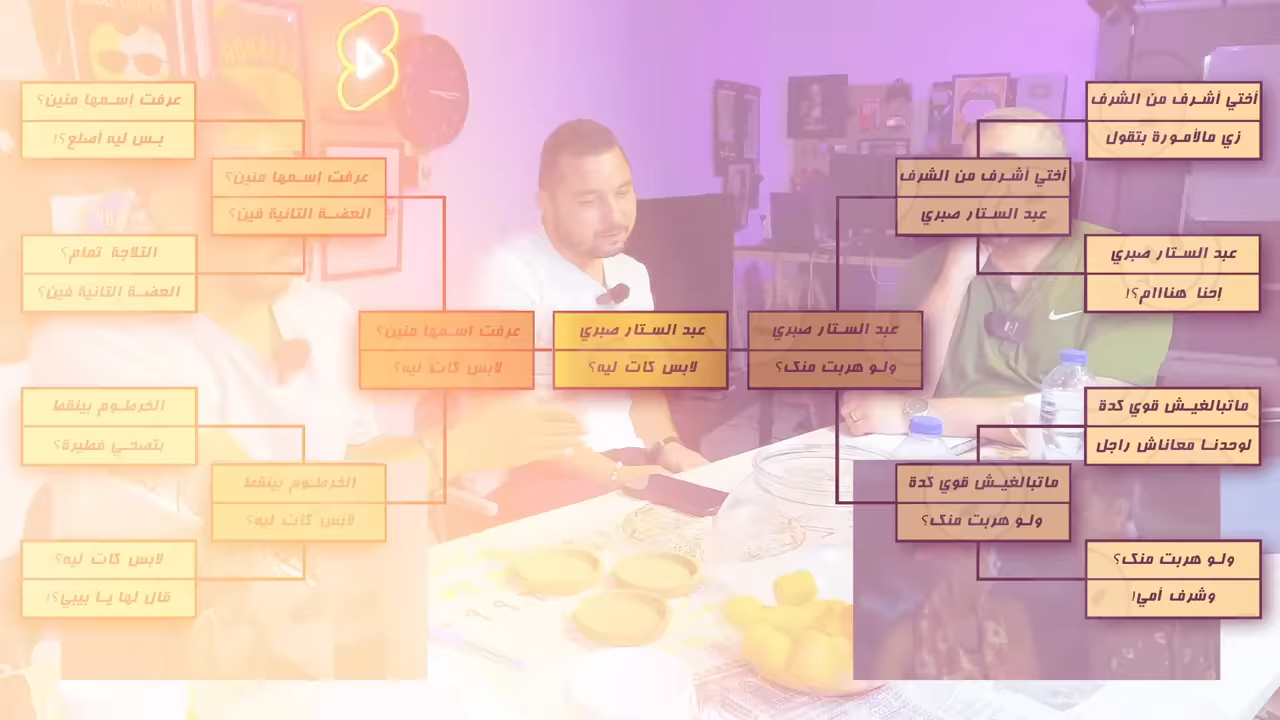 أختي أشرف من الشرف
زي مالأمورة بتقول
أختي أشرف من الشرف
عبد الستار صبري
عبد الستار صبري
إحنا هنااام؟!
عبد الستار صبري
ولو هربت منك؟
ماتبالغيش قوي كدة
لوحدنا معاناش راجل
ماتبالغيش قوي كدة
ولو هربت منك؟
ولو هربت منك؟
وشرف أمي!
عبد الستار صبري
لابس كات ليه؟
عرفت إسمها منين؟
بس ليه أصلع؟!
عرفت إسمها منين؟
العضة التانية فين؟
التلاجة تمام؟
العضة التانية فين؟
عرفت اسمها منين؟
لابس كات ليه؟
الخرطوم بينقط
بتصحي فطيرة؟
الخرطوم بينقط
لابس كات ليه؟
لابس كات ليه؟
قال لها يا بيبي؟!